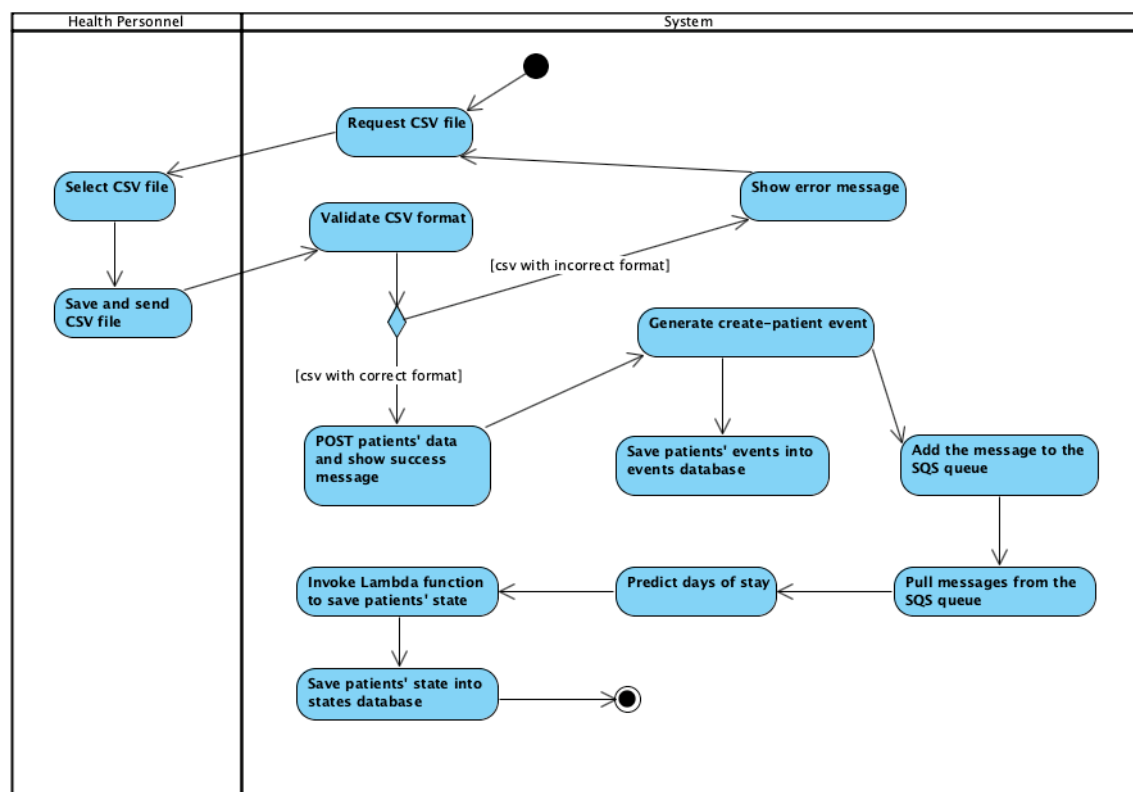 Health Personnel
System
Request CSV file
Select CSV file
Show error message
Validate CSV format
[csv with incorrect format]
Save and send
CSV file
Generate create-patient event
[csv with correct format]
POST patients' data
and show success
message
Save patients' events into
events database
Add the message to the
SQS queue
Invoke Lambda function
to save patients' state
Predict days of stay
Pull messages from the
SQS queue
Save patients' state into
states database